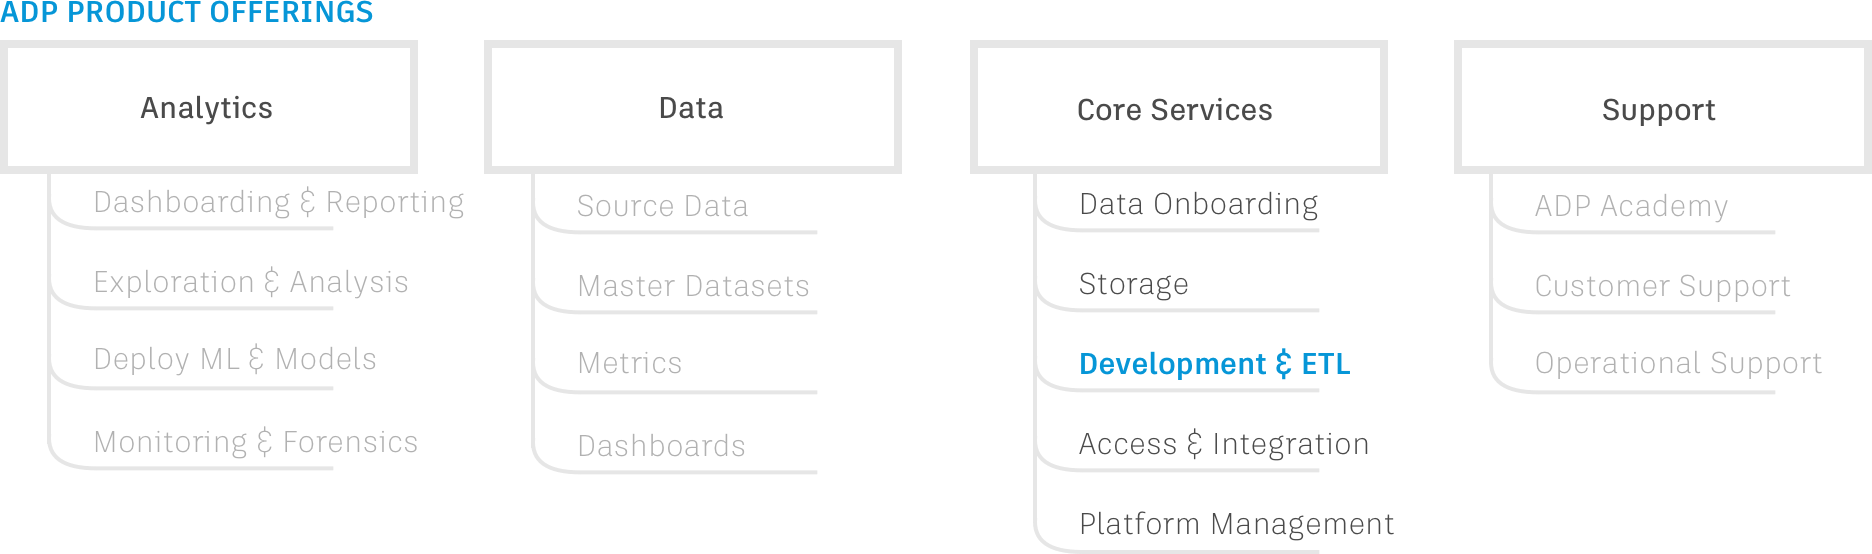 ADP PRODUCT OFFERINGS
Analytics
Dashboarding & Reporting
Exploration & Analysis
Deploy ML & Models
Monitoring & Forensics
Data
Source Data
Master Datasets
Metrics
Dashboards
Core Services
Data Onboarding
Storage
Development & ETL
Access & Integration
Platform Management
Support
ADP Academy
Customer Support
Operational Support